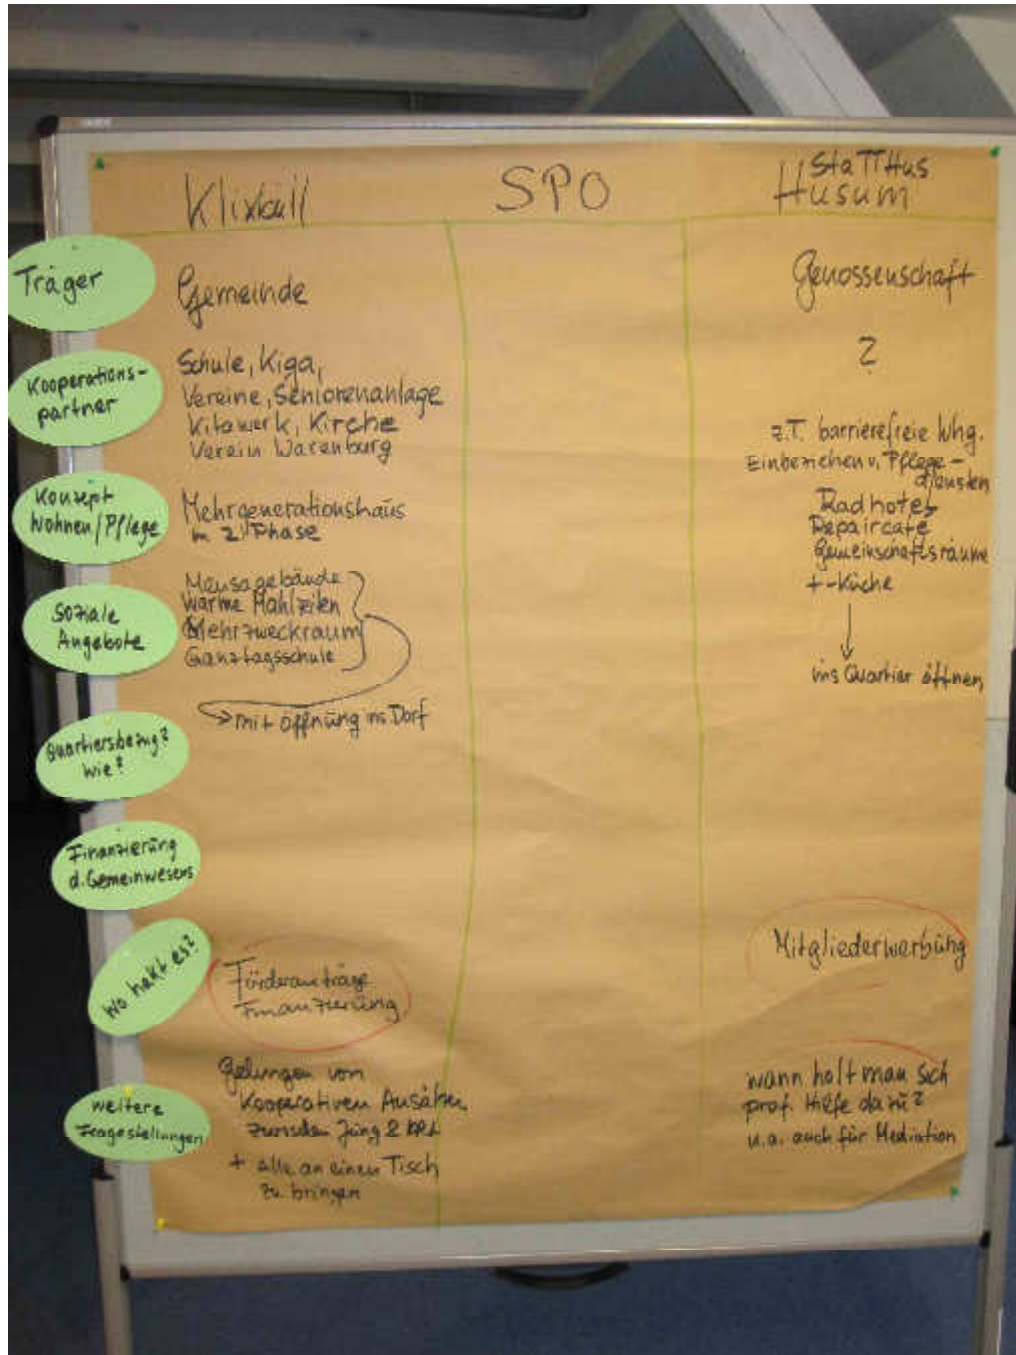 Klixbüll
SPO
StaTTHus
Husum
Träger
Gemeinde
Genossenschaft
Kooperations-
partner
Schule, Kiga,
Vereine, Seniorenanlage
Kitawerk, Kirche
Verein Warenburg
?
Konzept
Wohnen/Pflege
Mehrgenerationshaus
in 2. Phase
z.T. barrierefreie Whg.
Einbeziehen v. Pflege-
diensten
Soziale
Angebote
Mensagebäude
warme Mahlzeiten
Mehrzweckraum
Ganztagsschule
Radhotel
Repaircafe
Gemeinschaftsräume
+-Küche
ins Quartier öffnen
Quartiersbezug?
wie?
→ mit Öffnung ins Dorf
Finanzierung
d. Gemeinwesens
Wo hakt es?
Förderanträge
Finanzierung
Mitgliederwerbung
weitere
Fragestellungen
Gelingen von
Kooperativen Ansätzen
zwischen Jung & Alt
+ alle an einen Tisch
zu bringen
wann holt man sich
prof. Hilfe dazu?
u.a. auch für Mediation